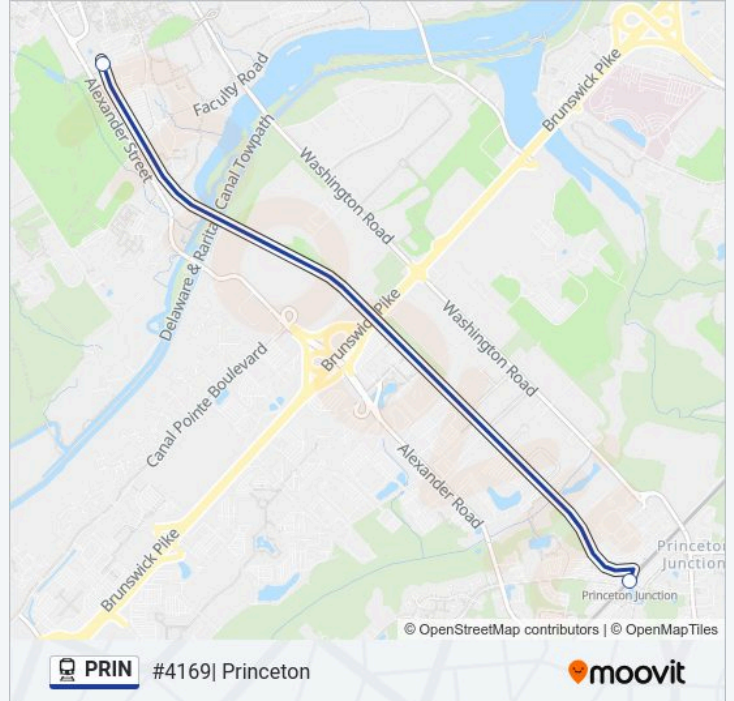 Faculty Road
Alexander Street
Brunswick Pike
Delaware & Raritan Canal Towpath
Washington Road
Brunswick Pike
Washington Road
Canal Pointe Boulevard
Alexander Road
Brunswick Pike
Princeton
Junction
Princeton Junction
© OpenStreetMap contributors | © OpenMapTiles
PRIN #4169| Princeton
moovit